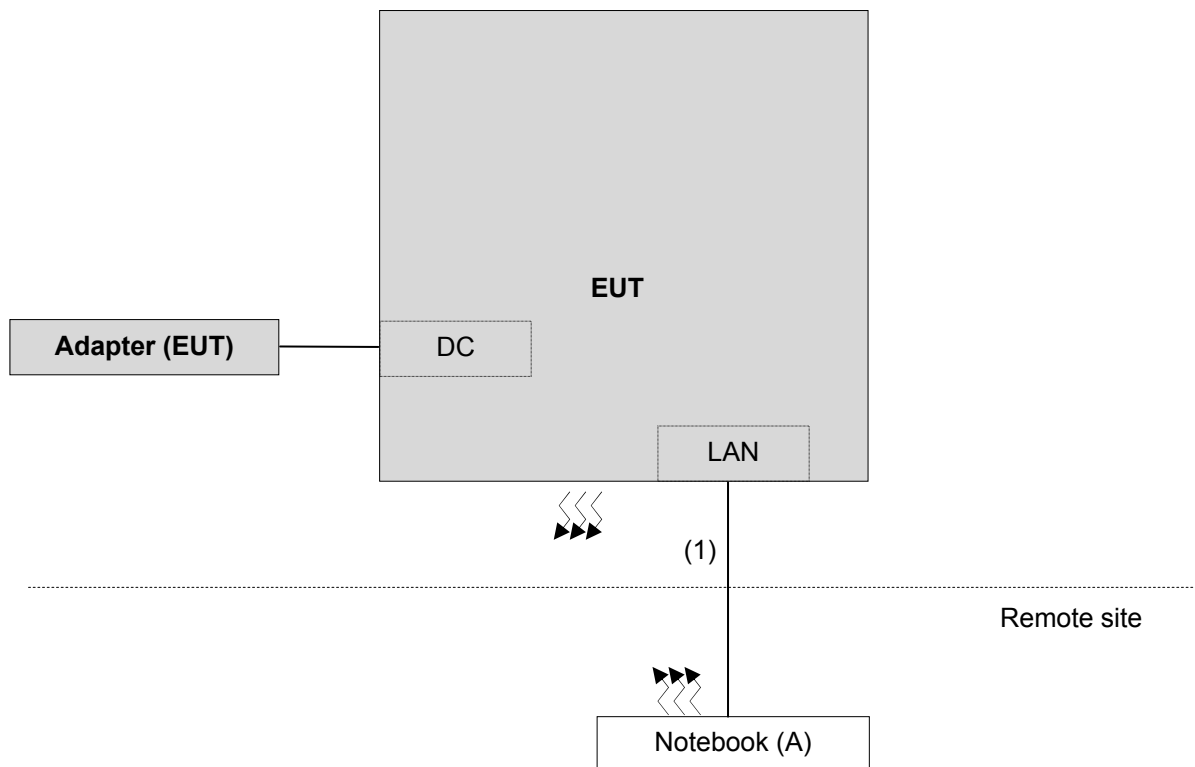 EUT
Adapter (EUT)
DC
LAN
(1)
Remote site
Notebook (A)